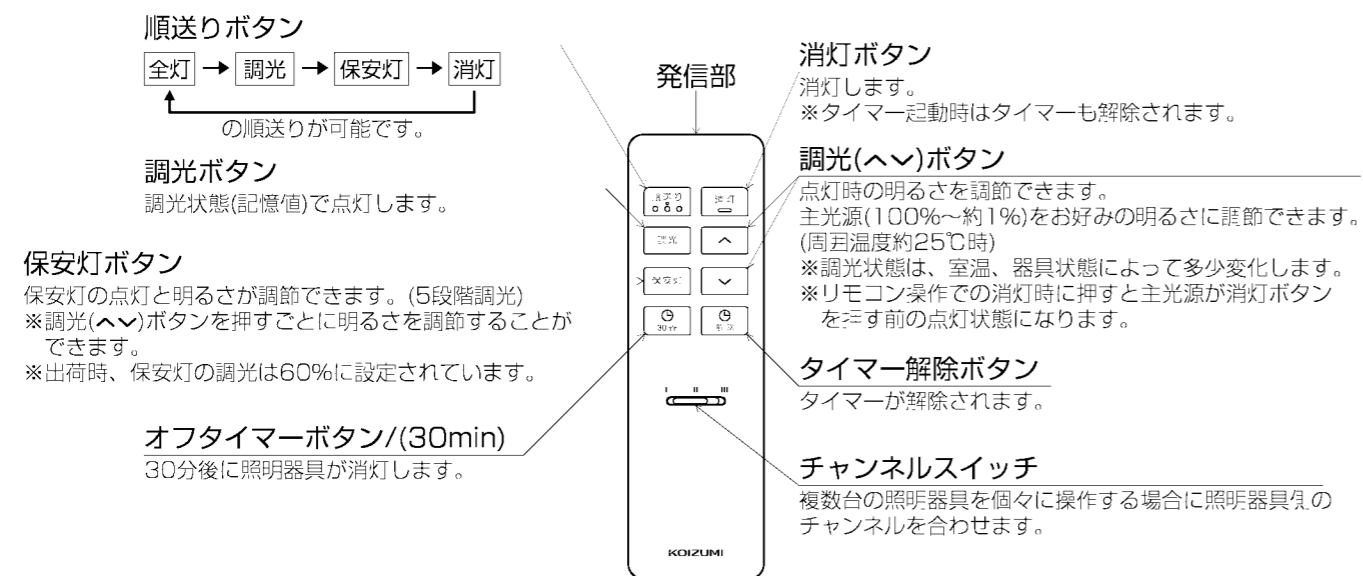 順送りボタン
全灯 → 調光 → 保安灯 → 消灯
の順送りが可能です。
調光ボタン
調光状態(記憶値)で点灯します。
保安灯ボタン
保安灯の点灯と明るさが調節できます。(5段階調光)
※調光(へ∨)ボタンを押すごとに明るさを調節することが
できます。
※出荷時、保安灯の調光は60%に設定されています。
オフタイマーボタン/(30min)
30分後に照明器具が消灯します。
発信部
順送り
消灯
調光
保安灯
30分
解除
I II III
KOIZUMI
消灯ボタン
消灯します。
※タイマー起動時はタイマーも解除されます。
調光(へ∨)ボタン
点灯時の明るさを調節できます。
主光源(100%～約1%)をお好みの明るさに調節できます。
(周囲温度約25℃時)
※調光状態は、室温、器具状態によって多少変化します。
※リモコン操作での消灯時に押すと主光源が消灯ボタン
を押す前の点灯状態になります。
タイマー解除ボタン
タイマーが解除されます。
チャンネルスイッチ
複数台の照明器具を個々に操作する場合に照明器具側の
チャンネルを合わせます。